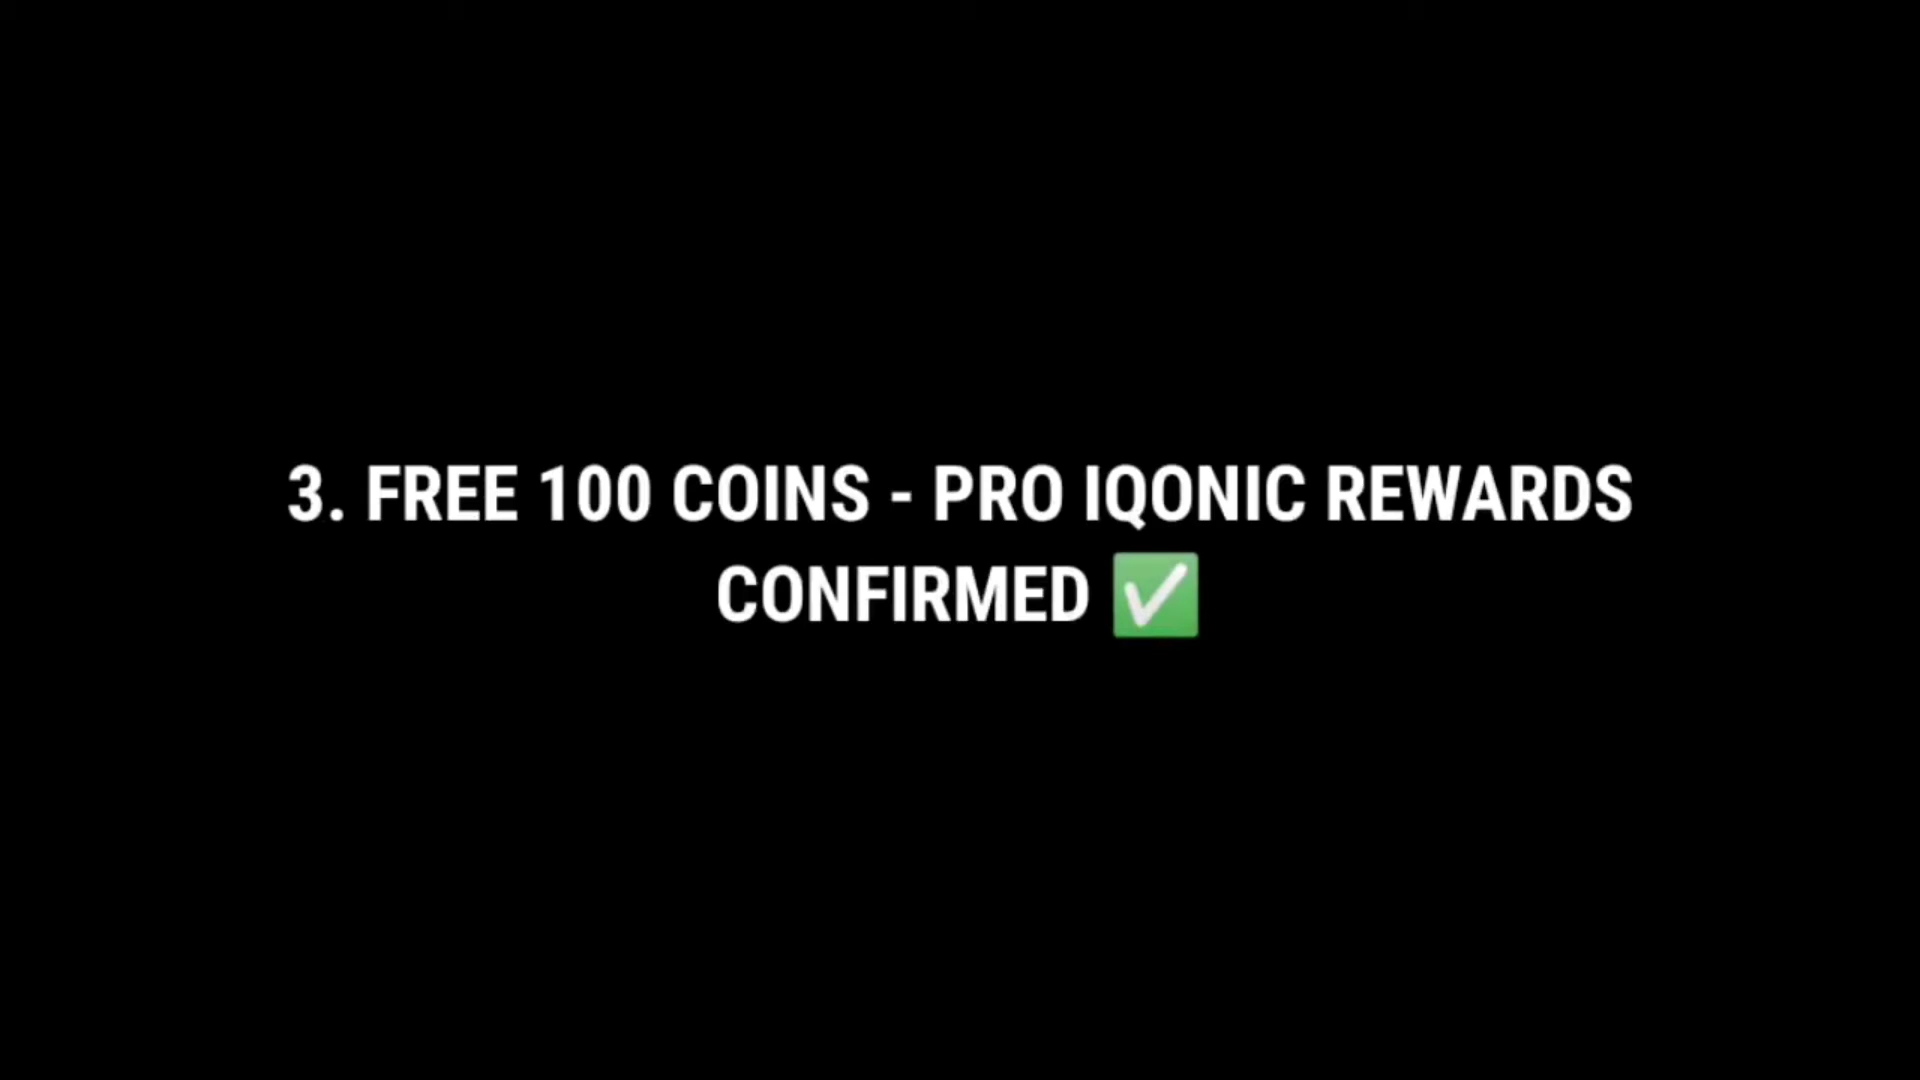 3. FREE 100 COINS - PRO IQONIC REWARDS
CONFIRMED ✅